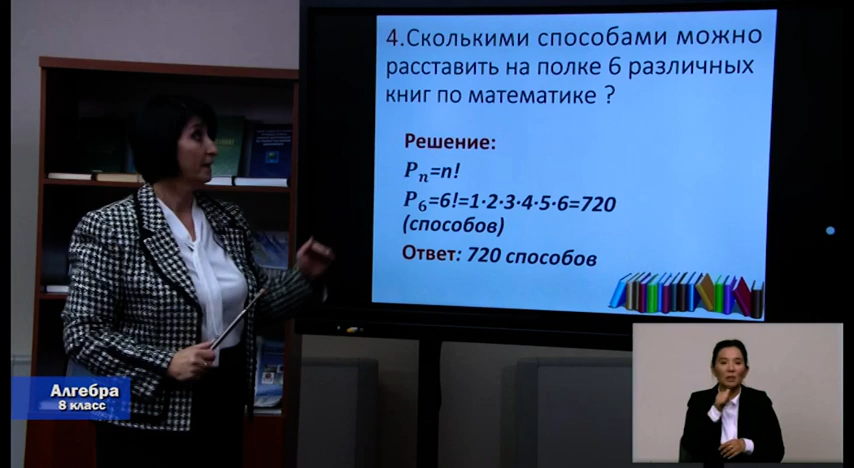 4.Сколькими способами можно
расставить на полке 6 различных
книг по математике ?
Решение:
Pₙ=n!
P₆=6!=1·2·3·4·5·6=720
(способов)
Ответ: 720 способов
Алгебра
8 класс